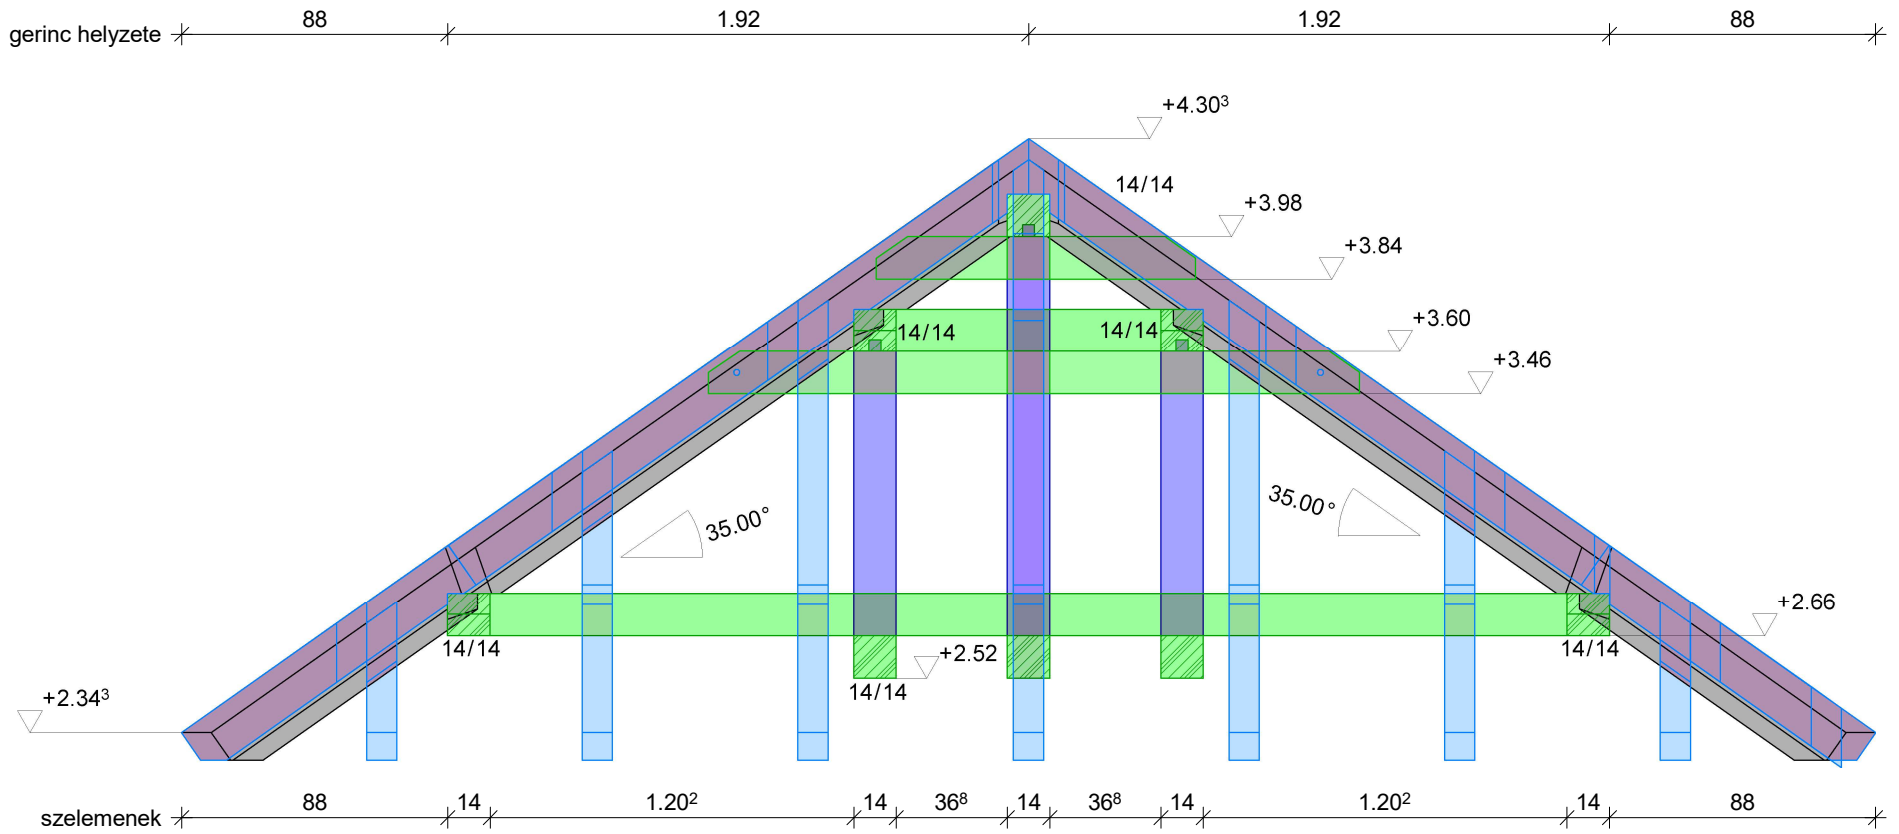 88 1.92 1.92 88
gerinc helyzete
+4.30³
14/14
+3.98
+3.84
+3.60
14/14 14/14
+3.46
35.00° 35.00°
+2.66
14/14 +2.52 14/14
14/14
+2.34³
88 14 1.20² 14 36⁸ 14 36⁸ 14 1.20² 14 88
szelemenek